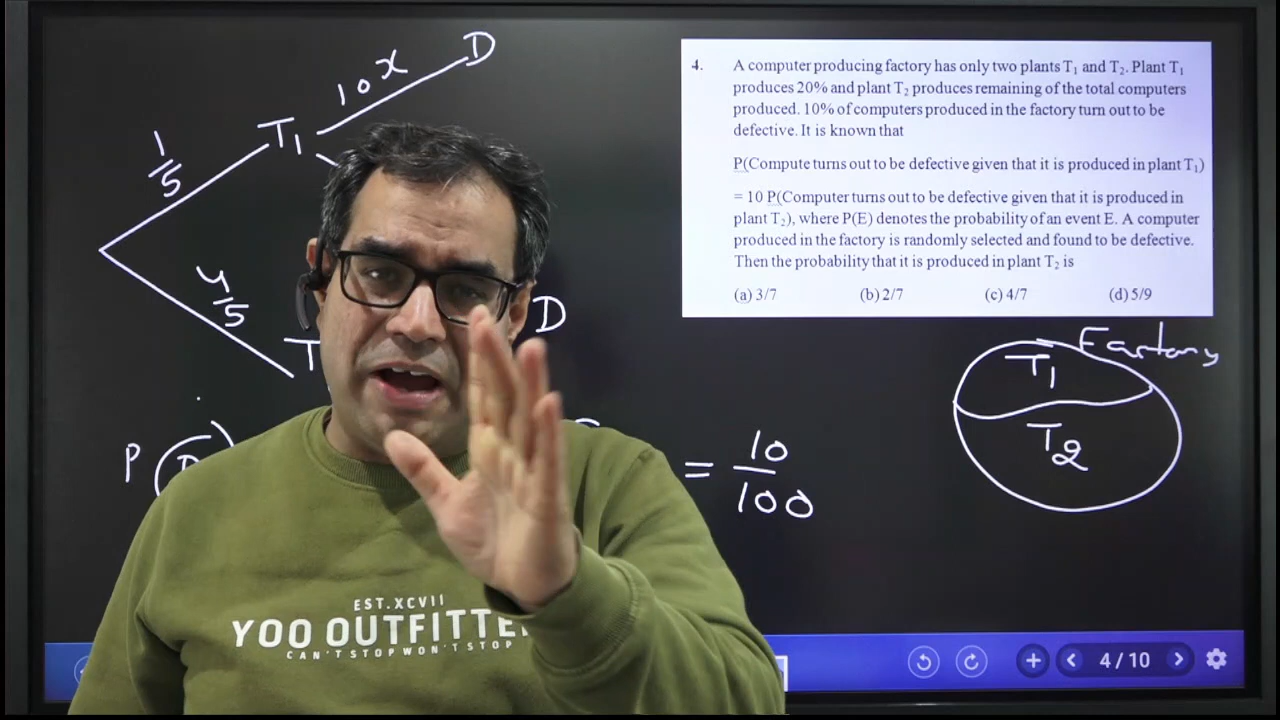 10x D
T₁
1/5
4/5
T
D
P(D)
= 10/100
4. A computer producing factory has only two plants T₁ and T₂. Plant T₁
produces 20% and plant T₂ produces remaining of the total computers
produced. 10% of computers produced in the factory turn out to be
defective. It is known that
P(Compute turns out to be defective given that it is produced in plant T₁)
= 10 P(Computer turns out to be defective given that it is produced in
plant T₂), where P(E) denotes the probability of an event E. A computer
produced in the factory is randomly selected and found to be defective.
Then the probability that it is produced in plant T₂ is
(a) 3/7 (b) 2/7 (c) 4/7 (d) 5/9
Factory
T₁
T₂
EST.XCVII
YOO OUTFITTE
CAN'T STOP WON'T STOP
4 / 10